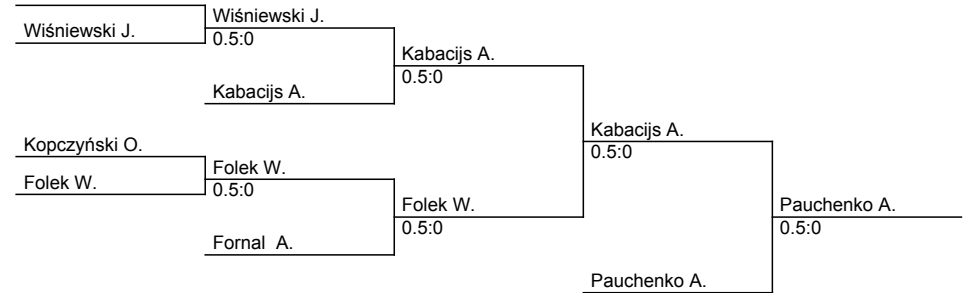 Wiśniewski J.
Wiśniewski J.
0.5:0
Kabacijs A.
Kabacijs A.
0.5:0
Kopczyński O.
Folek W.
Folek W.
0.5:0
Fornal A.
Folek W.
0.5:0
Kabacijs A.
0.5:0
Pauchenko A.
Pauchenko A.
0.5:0